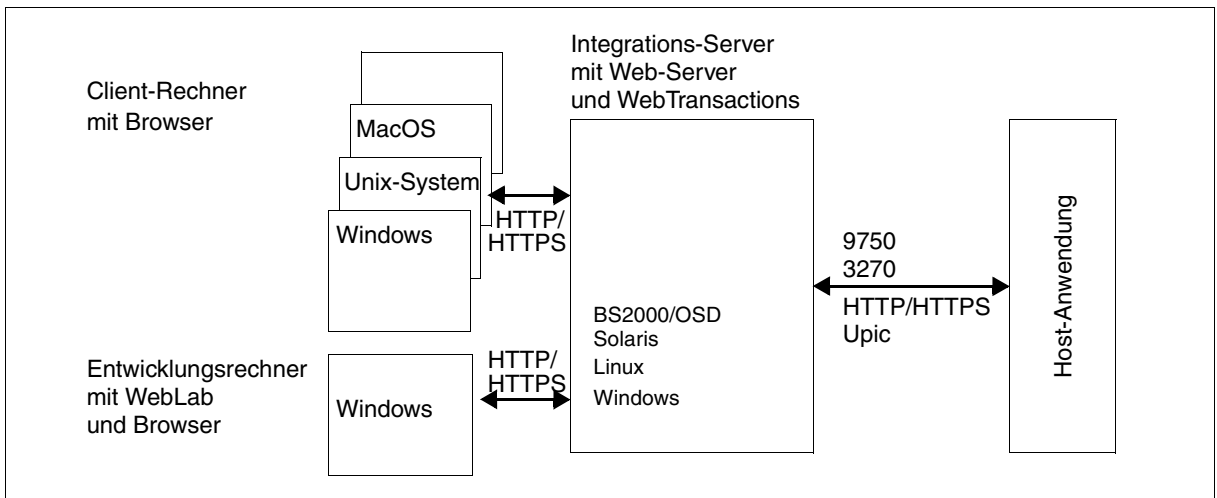 Client-Rechner
mit Browser
MacOS
Unix-System
Windows
HTTP/
HTTPS
Integrations-Server
mit Web-Server
und WebTransactions
BS2000/OSD
Solaris
Linux
Windows
9750
3270
HTTP/HTTPS
Upic
Host-Anwendung
Entwicklungsrechner
mit WebLab
und Browser
Windows
HTTP/
HTTPS